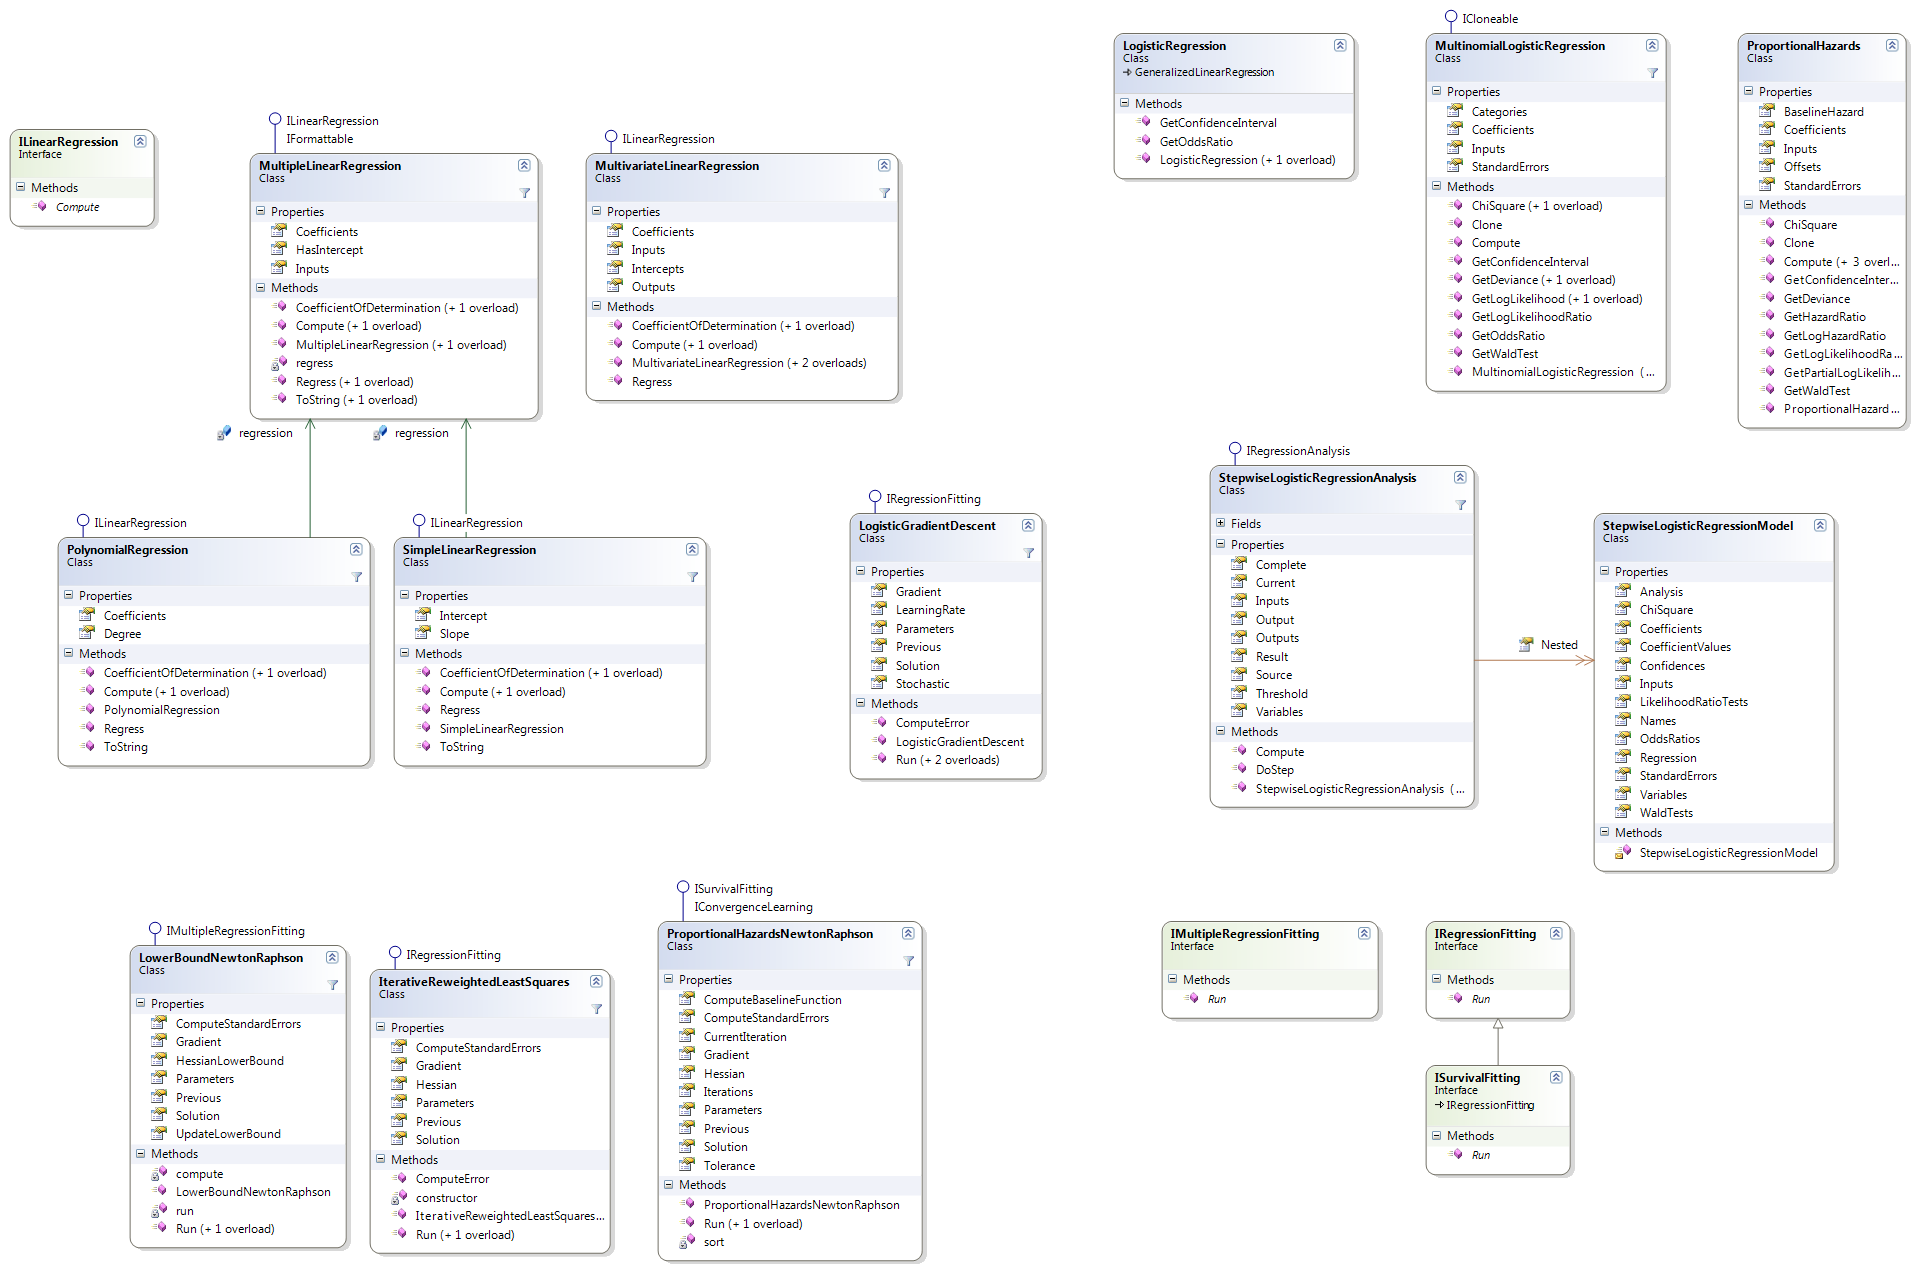 ILinearRegression
Interface
Methods
Compute
ILinearRegression
IFormattable
MultipleLinearRegression
Class
Properties
Coefficients
HasIntercept
Inputs
Methods
CoefficientOfDetermination (+ 1 overload)
Compute (+ 1 overload)
MultipleLinearRegression (+ 1 overload)
regress
Regress (+ 1 overload)
ToString (+ 1 overload)
ILinearRegression
MultivariateLinearRegression
Class
Properties
Coefficients
Inputs
Intercepts
Outputs
Methods
CoefficientOfDetermination (+ 1 overload)
Compute (+ 1 overload)
MultivariateLinearRegression (+ 2 overloads)
Regress
LogisticRegression
Class
GeneralizedLinearRegression
Methods
GetConfidenceInterval
GetOddsRatio
LogisticRegression (+ 1 overload)
ICloneable
MultinomialLogisticRegression
Class
Properties
Categories
Coefficients
Inputs
StandardErrors
Methods
ChiSquare (+ 1 overload)
Clone
Compute
GetConfidenceInterval
GetDeviance (+ 1 overload)
GetLogLikelihood (+ 1 overload)
GetLogLikelihoodRatio
GetOddsRatio
GetWaldTest
MultinomialLogisticRegression (...
ProportionalHazards
Class
Properties
BaselineHazard
Coefficients
Inputs
Offsets
StandardErrors
Methods
ChiSquare
Clone
Compute (+ 3 overl...
GetConfidenceInter...
GetDeviance
GetHazardRatio
GetLogHazardRatio
GetLogLikelihoodRa...
GetPartialLogLikelih...
GetWaldTest
ProportionalHazard...
regression
regression
ILinearRegression
PolynomialRegression
Class
Properties
Coefficients
Degree
Methods
CoefficientOfDetermination (+ 1 overload)
Compute (+ 1 overload)
PolynomialRegression
Regress
ToString
ILinearRegression
SimpleLinearRegression
Class
Properties
Intercept
Slope
Methods
CoefficientOfDetermination (+ 1 overload)
Compute (+ 1 overload)
Regress
SimpleLinearRegression
ToString
IRegressionFitting
LogisticGradientDescent
Class
Properties
Gradient
LearningRate
Parameters
Previous
Solution
Stochastic
Methods
ComputeError
LogisticGradientDescent
Run (+ 2 overloads)
IRegressionAnalysis
StepwiseLogisticRegressionAnalysis
Class
Fields
Properties
Complete
Current
Inputs
Output
Outputs
Result
Source
Threshold
Variables
Methods
Compute
DoStep
StepwiseLogisticRegressionAnalysis (...
Nested
StepwiseLogisticRegressionModel
Class
Properties
Analysis
ChiSquare
Coefficients
CoefficientValues
Confidences
Inputs
LikelihoodRatioTests
Names
OddsRatios
Regression
StandardErrors
Variables
WaldTests
Methods
StepwiseLogisticRegressionModel
IMultipleRegressionFitting
LowerBoundNewtonRaphson
Class
Properties
ComputeStandardErrors
Gradient
HessianLowerBound
Parameters
Previous
Solution
UpdateLowerBound
Methods
compute
LowerBoundNewtonRaphson
run
Run (+ 1 overload)
IRegressionFitting
IterativeReweightedLeastSquares
Class
Properties
ComputeStandardErrors
Gradient
Hessian
Parameters
Previous
Solution
Methods
ComputeError
constructor
IterativeReweightedLeastSquares...
Run (+ 1 overload)
ISurvivalFitting
IConvergenceLearning
ProportionalHazardsNewtonRaphson
Class
Properties
ComputeBaselineFunction
ComputeStandardErrors
CurrentIteration
Gradient
Hessian
Iterations
Parameters
Previous
Solution
Tolerance
Methods
ProportionalHazardsNewtonRaphson
Run (+ 1 overload)
sort
IMultipleRegressionFitting
Interface
Methods
Run
IRegressionFitting
Interface
Methods
Run
ISurvivalFitting
Interface
IRegressionFitting
Methods
Run